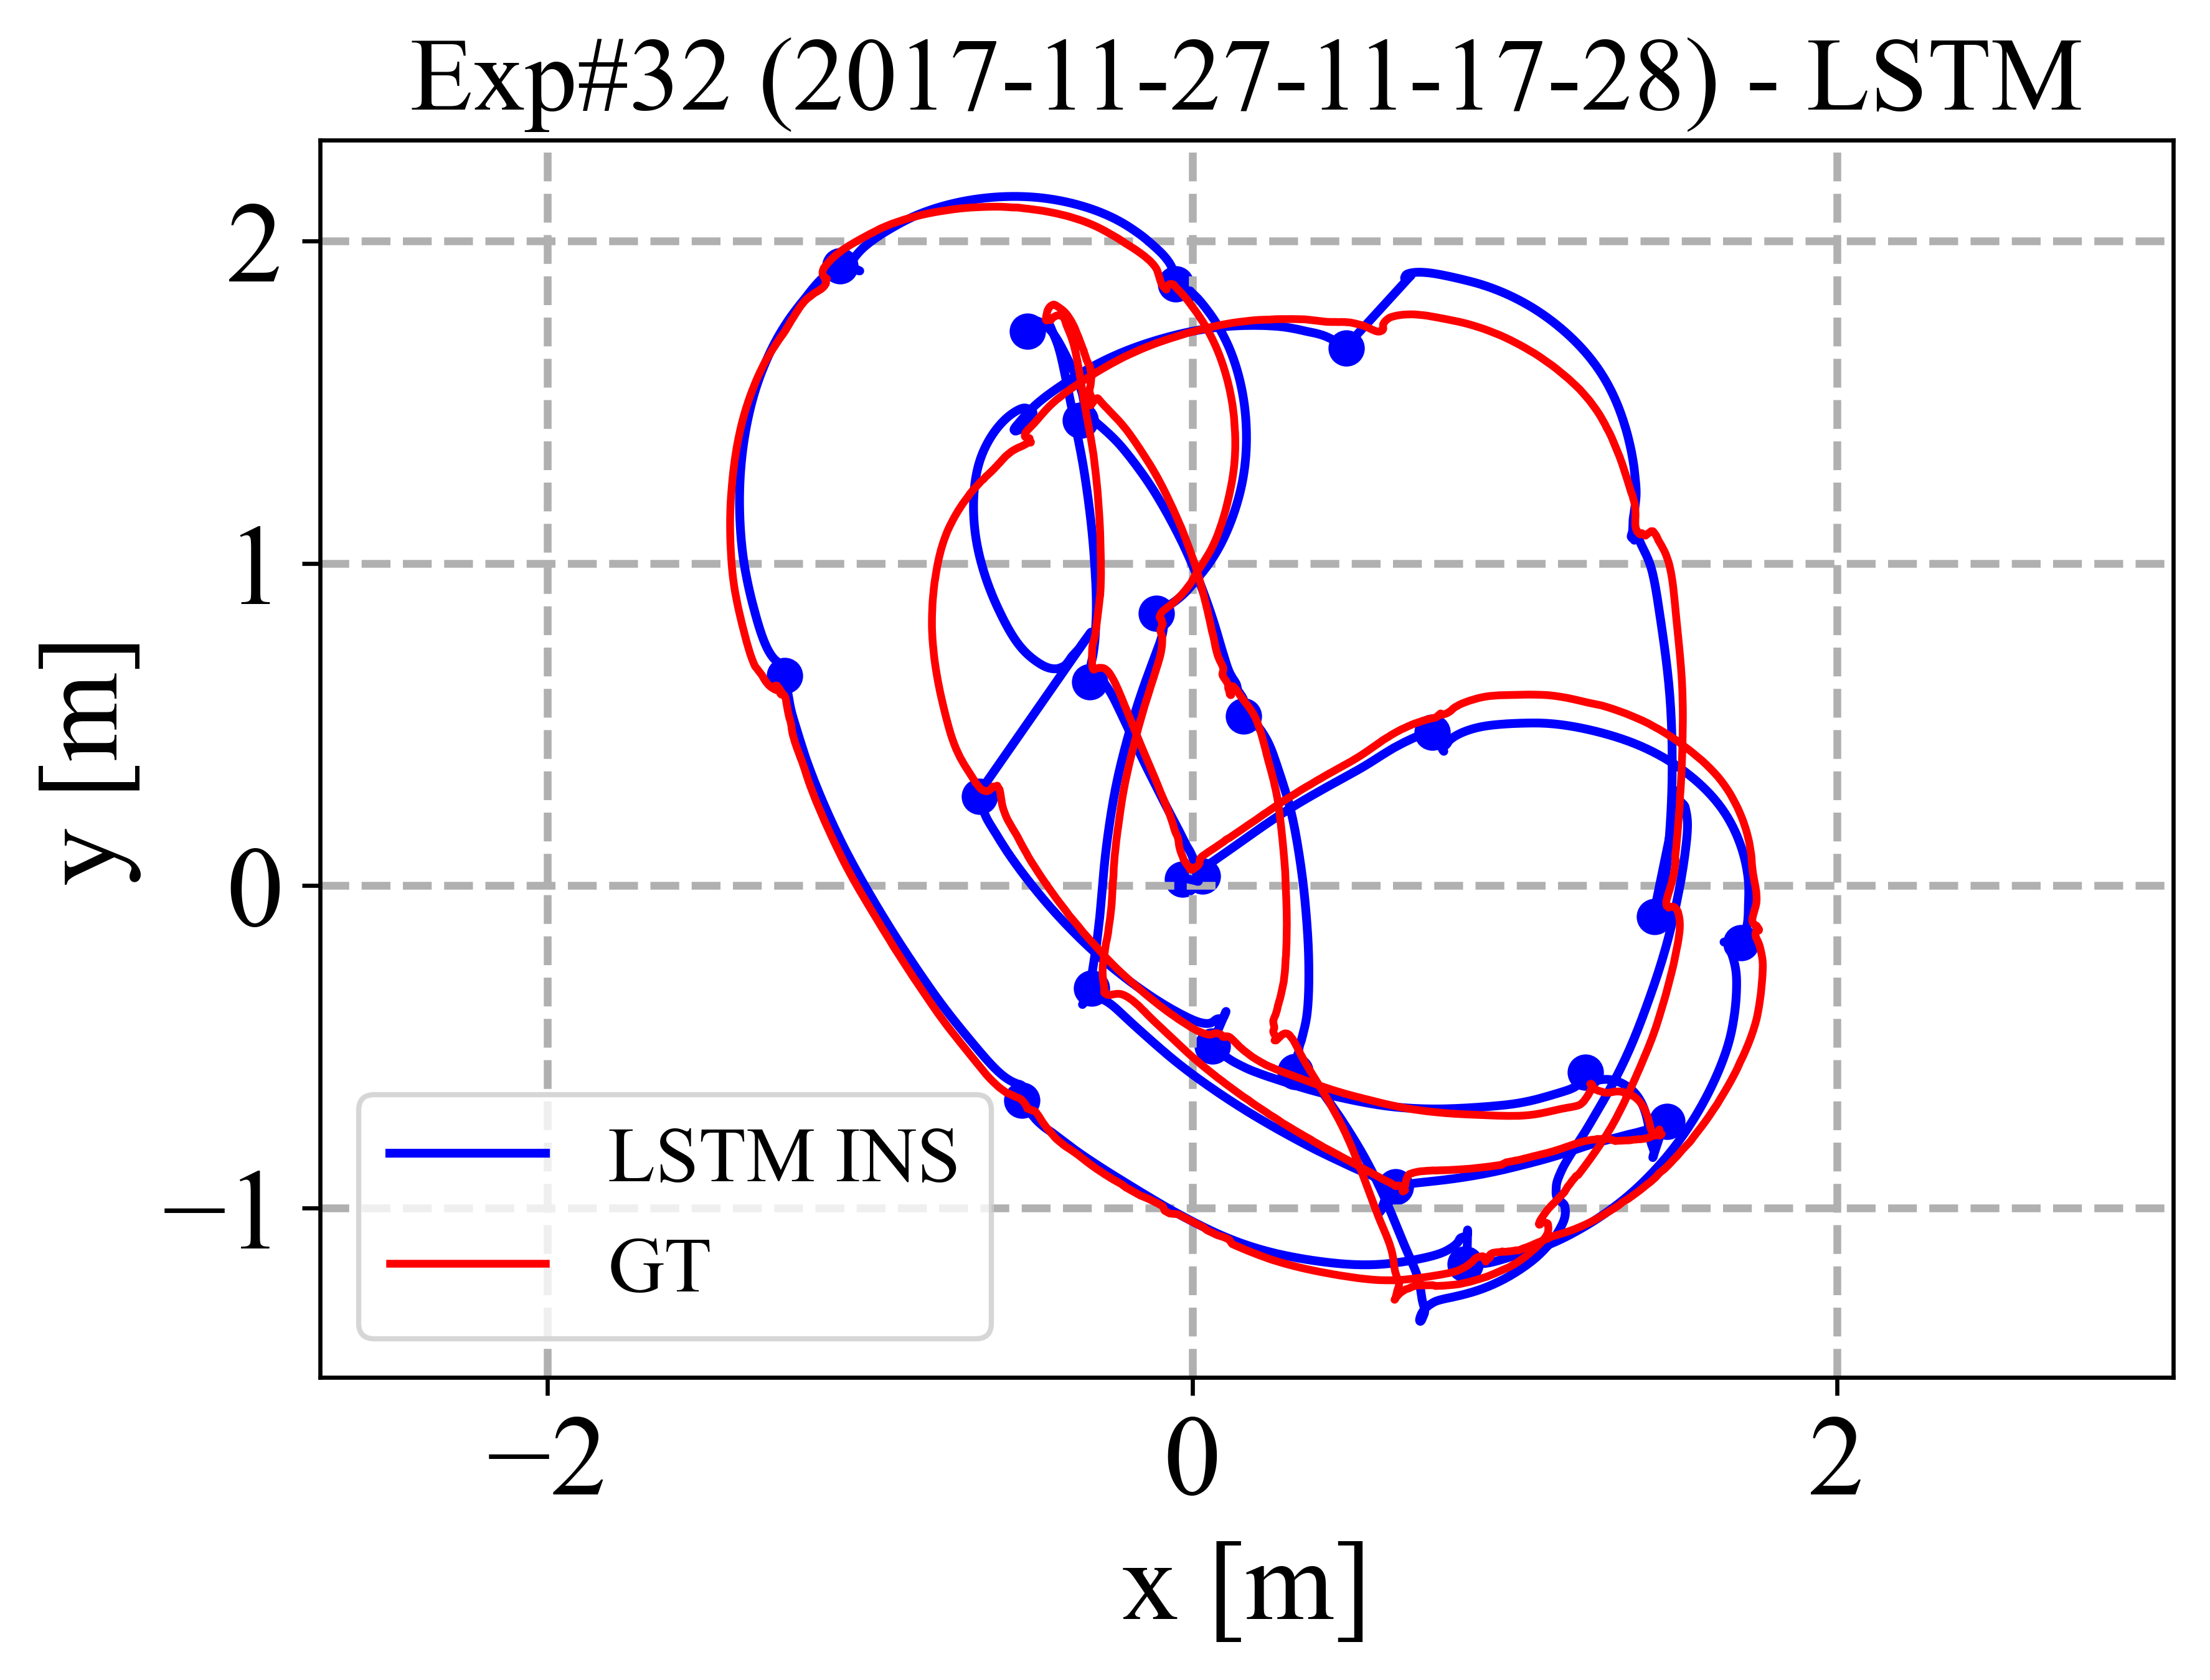 Exp#32 (2017-11-27-11-17-28) - LSTM
2
1
0
−1
y [m]
LSTM INS
GT
−2
0
2
x [m]